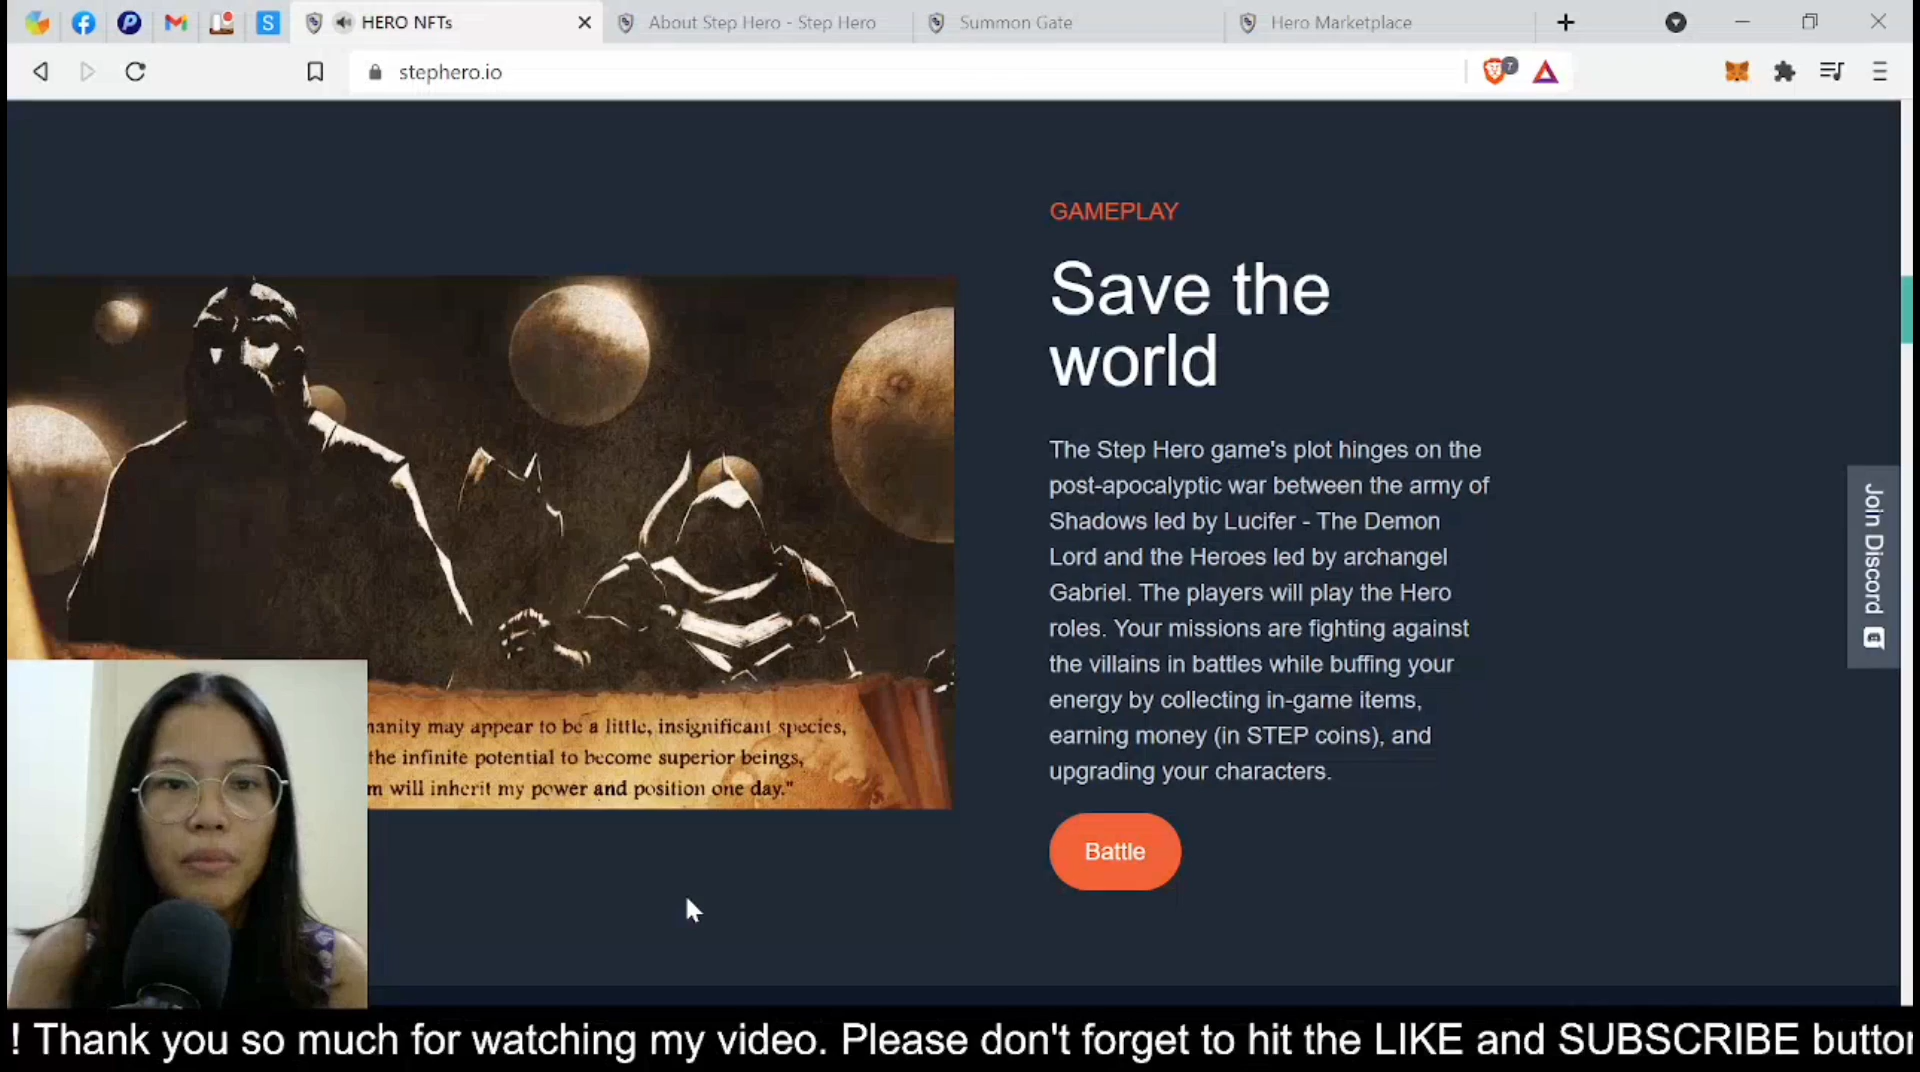 HERO NFTs
About Step Hero - Step Hero
Summon Gate
Hero Marketplace
stephero.io
7
GAMEPLAY
Save the
world
The Step Hero game's plot hinges on the
post-apocalyptic war between the army of
Shadows led by Lucifer - The Demon
Lord and the Heroes led by archangel
Gabriel. The players will play the Hero
roles. Your missions are fighting against
the villains in battles while buffing your
energy by collecting in-game items,
earning money (in STEP coins), and
upgrading your characters.
Battle
Join Discord
may appear to be a little, insignificant species,
the infinite potential to become superior beings,
will inherit my power and position one day."
! Thank you so much for watching my video. Please don't forget to hit the LIKE and SUBSCRIBE